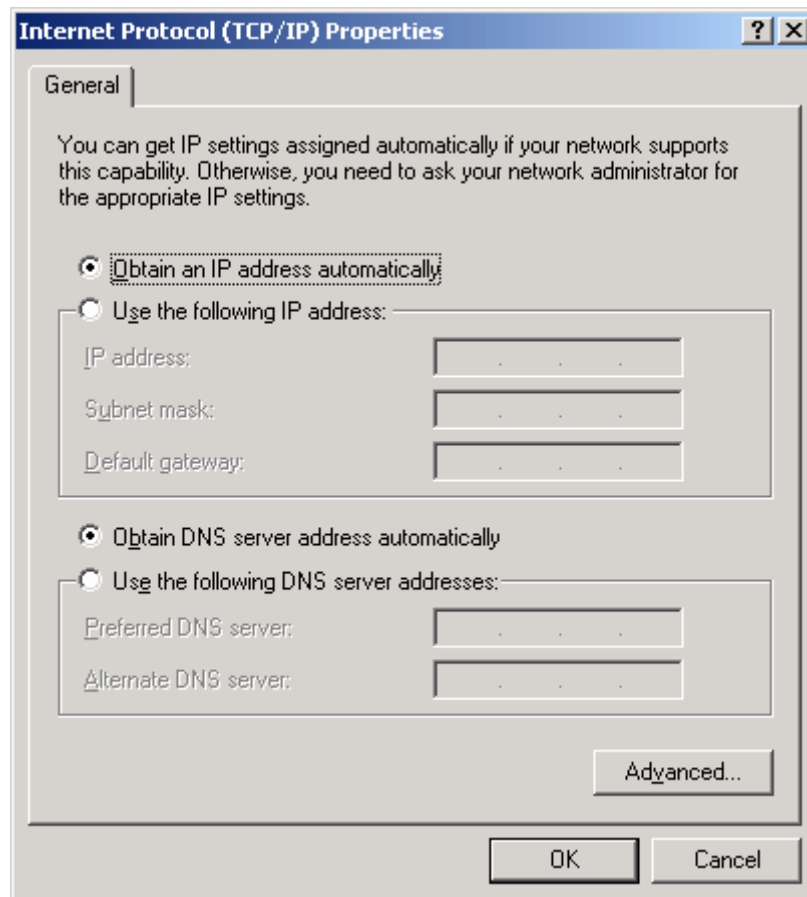 Internet Protocol (TCP/IP) Properties
General
You can get IP settings assigned automatically if your network supports
this capability. Otherwise, you need to ask your network administrator for
the appropriate IP settings.
Obtain an IP address automatically
Use the following IP address:
IP address:
Subnet mask:
Default gateway:
Obtain DNS server address automatically
Use the following DNS server addresses:
Preferred DNS server:
Alternate DNS server:
Advanced...
OK Cancel